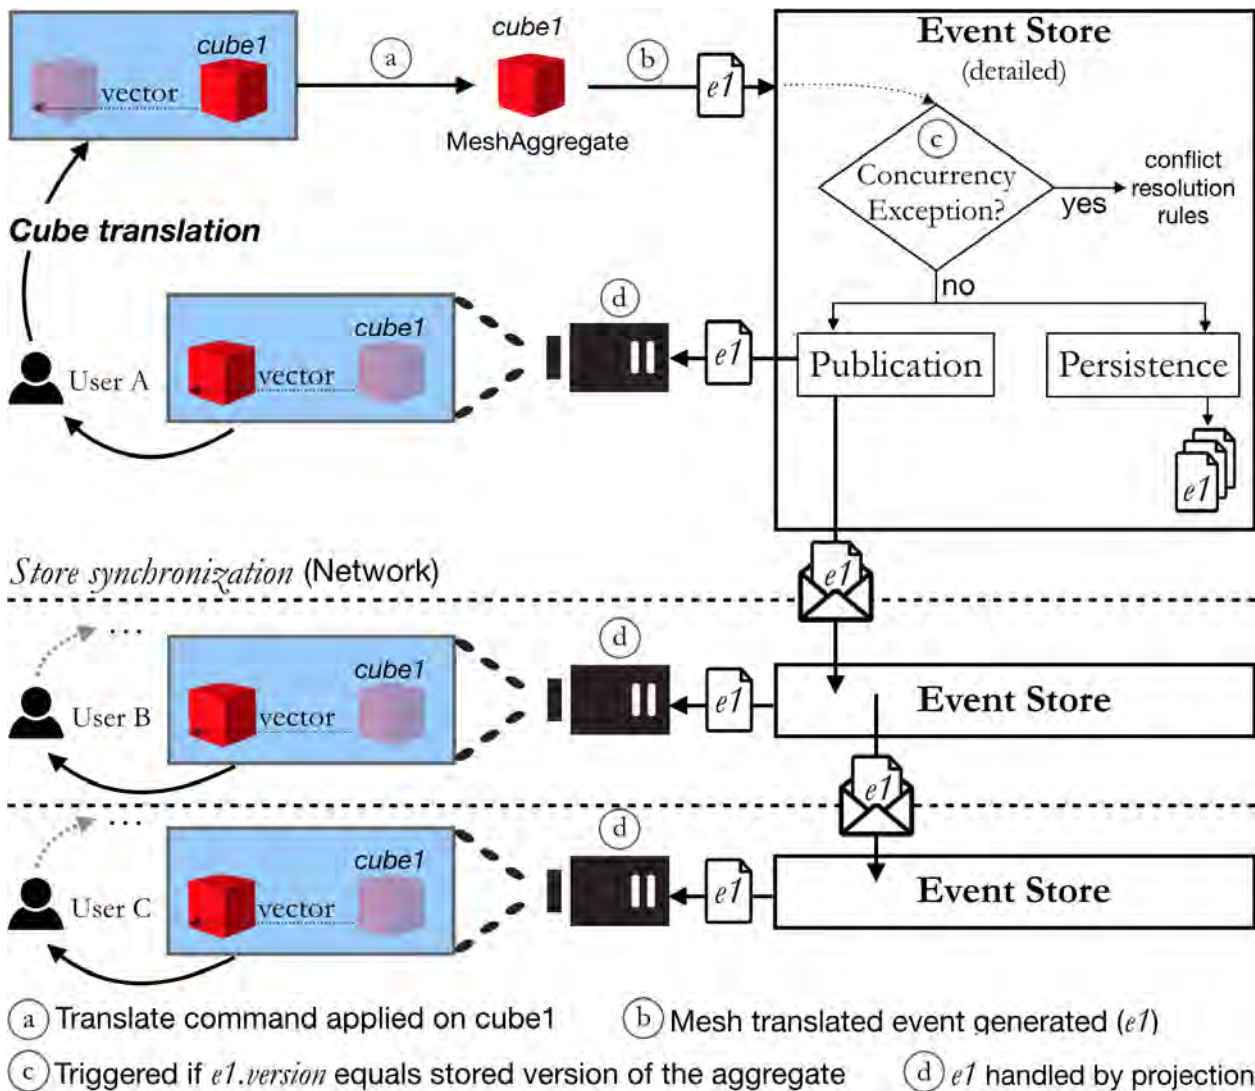 cube1
vector
a
cube1
MeshAggregate
b
e1
Event Store
(detailed)
c
Concurrency
Exception?
yes
conflict
resolution
rules
no
Publication
Persistence
e1
Cube translation
User A
cube1
vector
d
e1
Store synchronization (Network)
e1
...
User B
cube1
vector
d
e1
Event Store
e1
...
User C
cube1
vector
d
e1
Event Store
a Translate command applied on cube1
b Mesh translated event generated (e1)
c Triggered if e1.version equals stored version of the aggregate
d e1 handled by projection